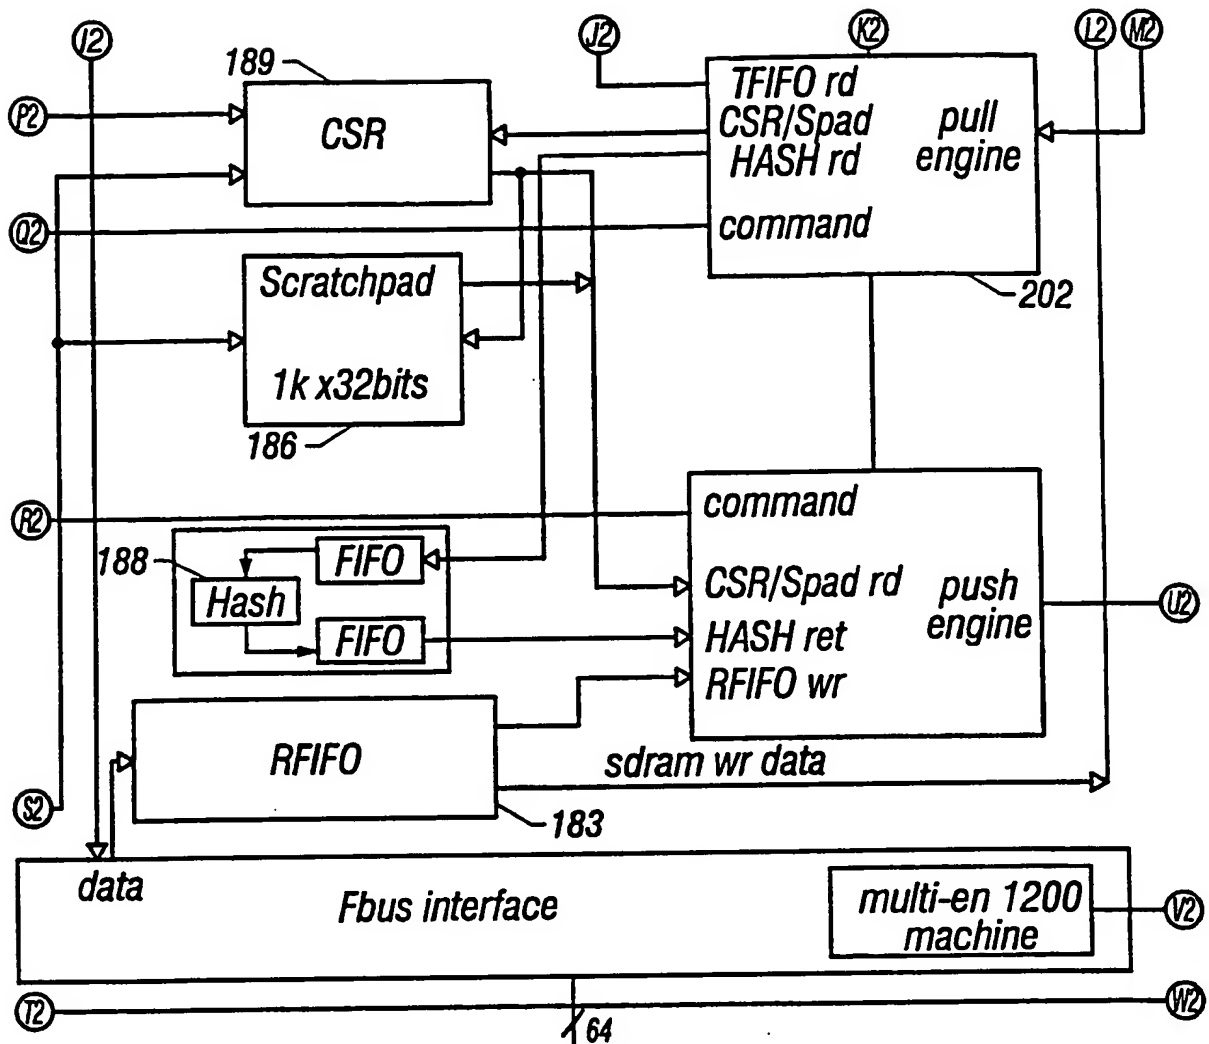 I2
J2
K2
L2
M2
189
P2
CSR
TFIFO rd
CSR/Spad
HASH rd
pull
engine
Q2
command
Scratchpad
1k x32bits
202
186
R2
command
188
FIFO
Hash
FIFO
CSR/Spad rd
HASH ret
RFIFO wr
push
engine
U2
RFIFO
sdram wr data
S2
183
data
Fbus interface
multi-en 1200
machine
V2
T2
W2
64